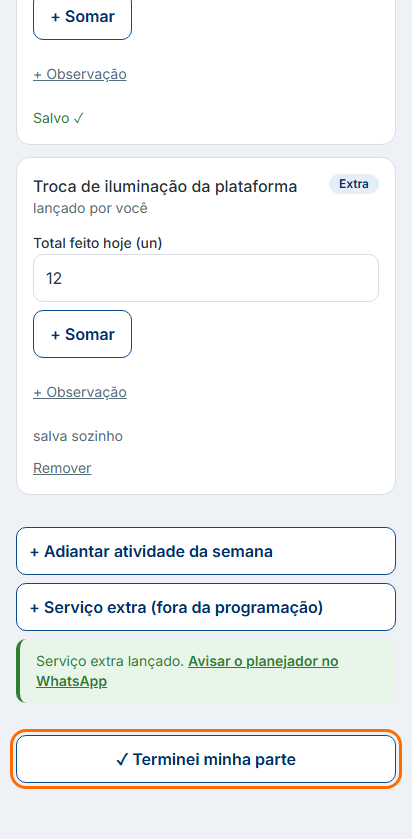 + Somar
+ Observação
Salvo ✓
Troca de iluminação da plataforma
Extra
lançado por você
Total feito hoje (un)
12
+ Somar
+ Observação
salva sozinho
Remover
+ Adiantar atividade da semana
+ Serviço extra (fora da programação)
Serviço extra lançado. Avisar o planejador no
WhatsApp
✓ Terminei minha parte